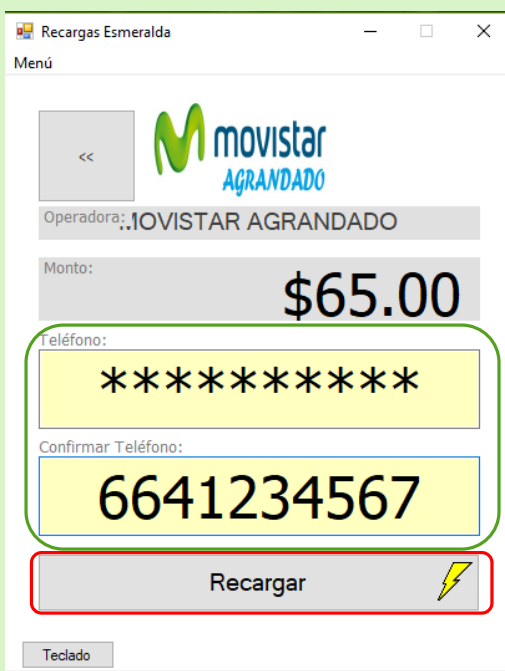 Recargas Esmeralda
Menú
<<
movistar
AGRANDADO
Operadora:
MOVISTAR AGRANDADO
Monto:
$65.00
Teléfono:
**********
Confirmar Teléfono:
6641234567
Recargar
Teclado